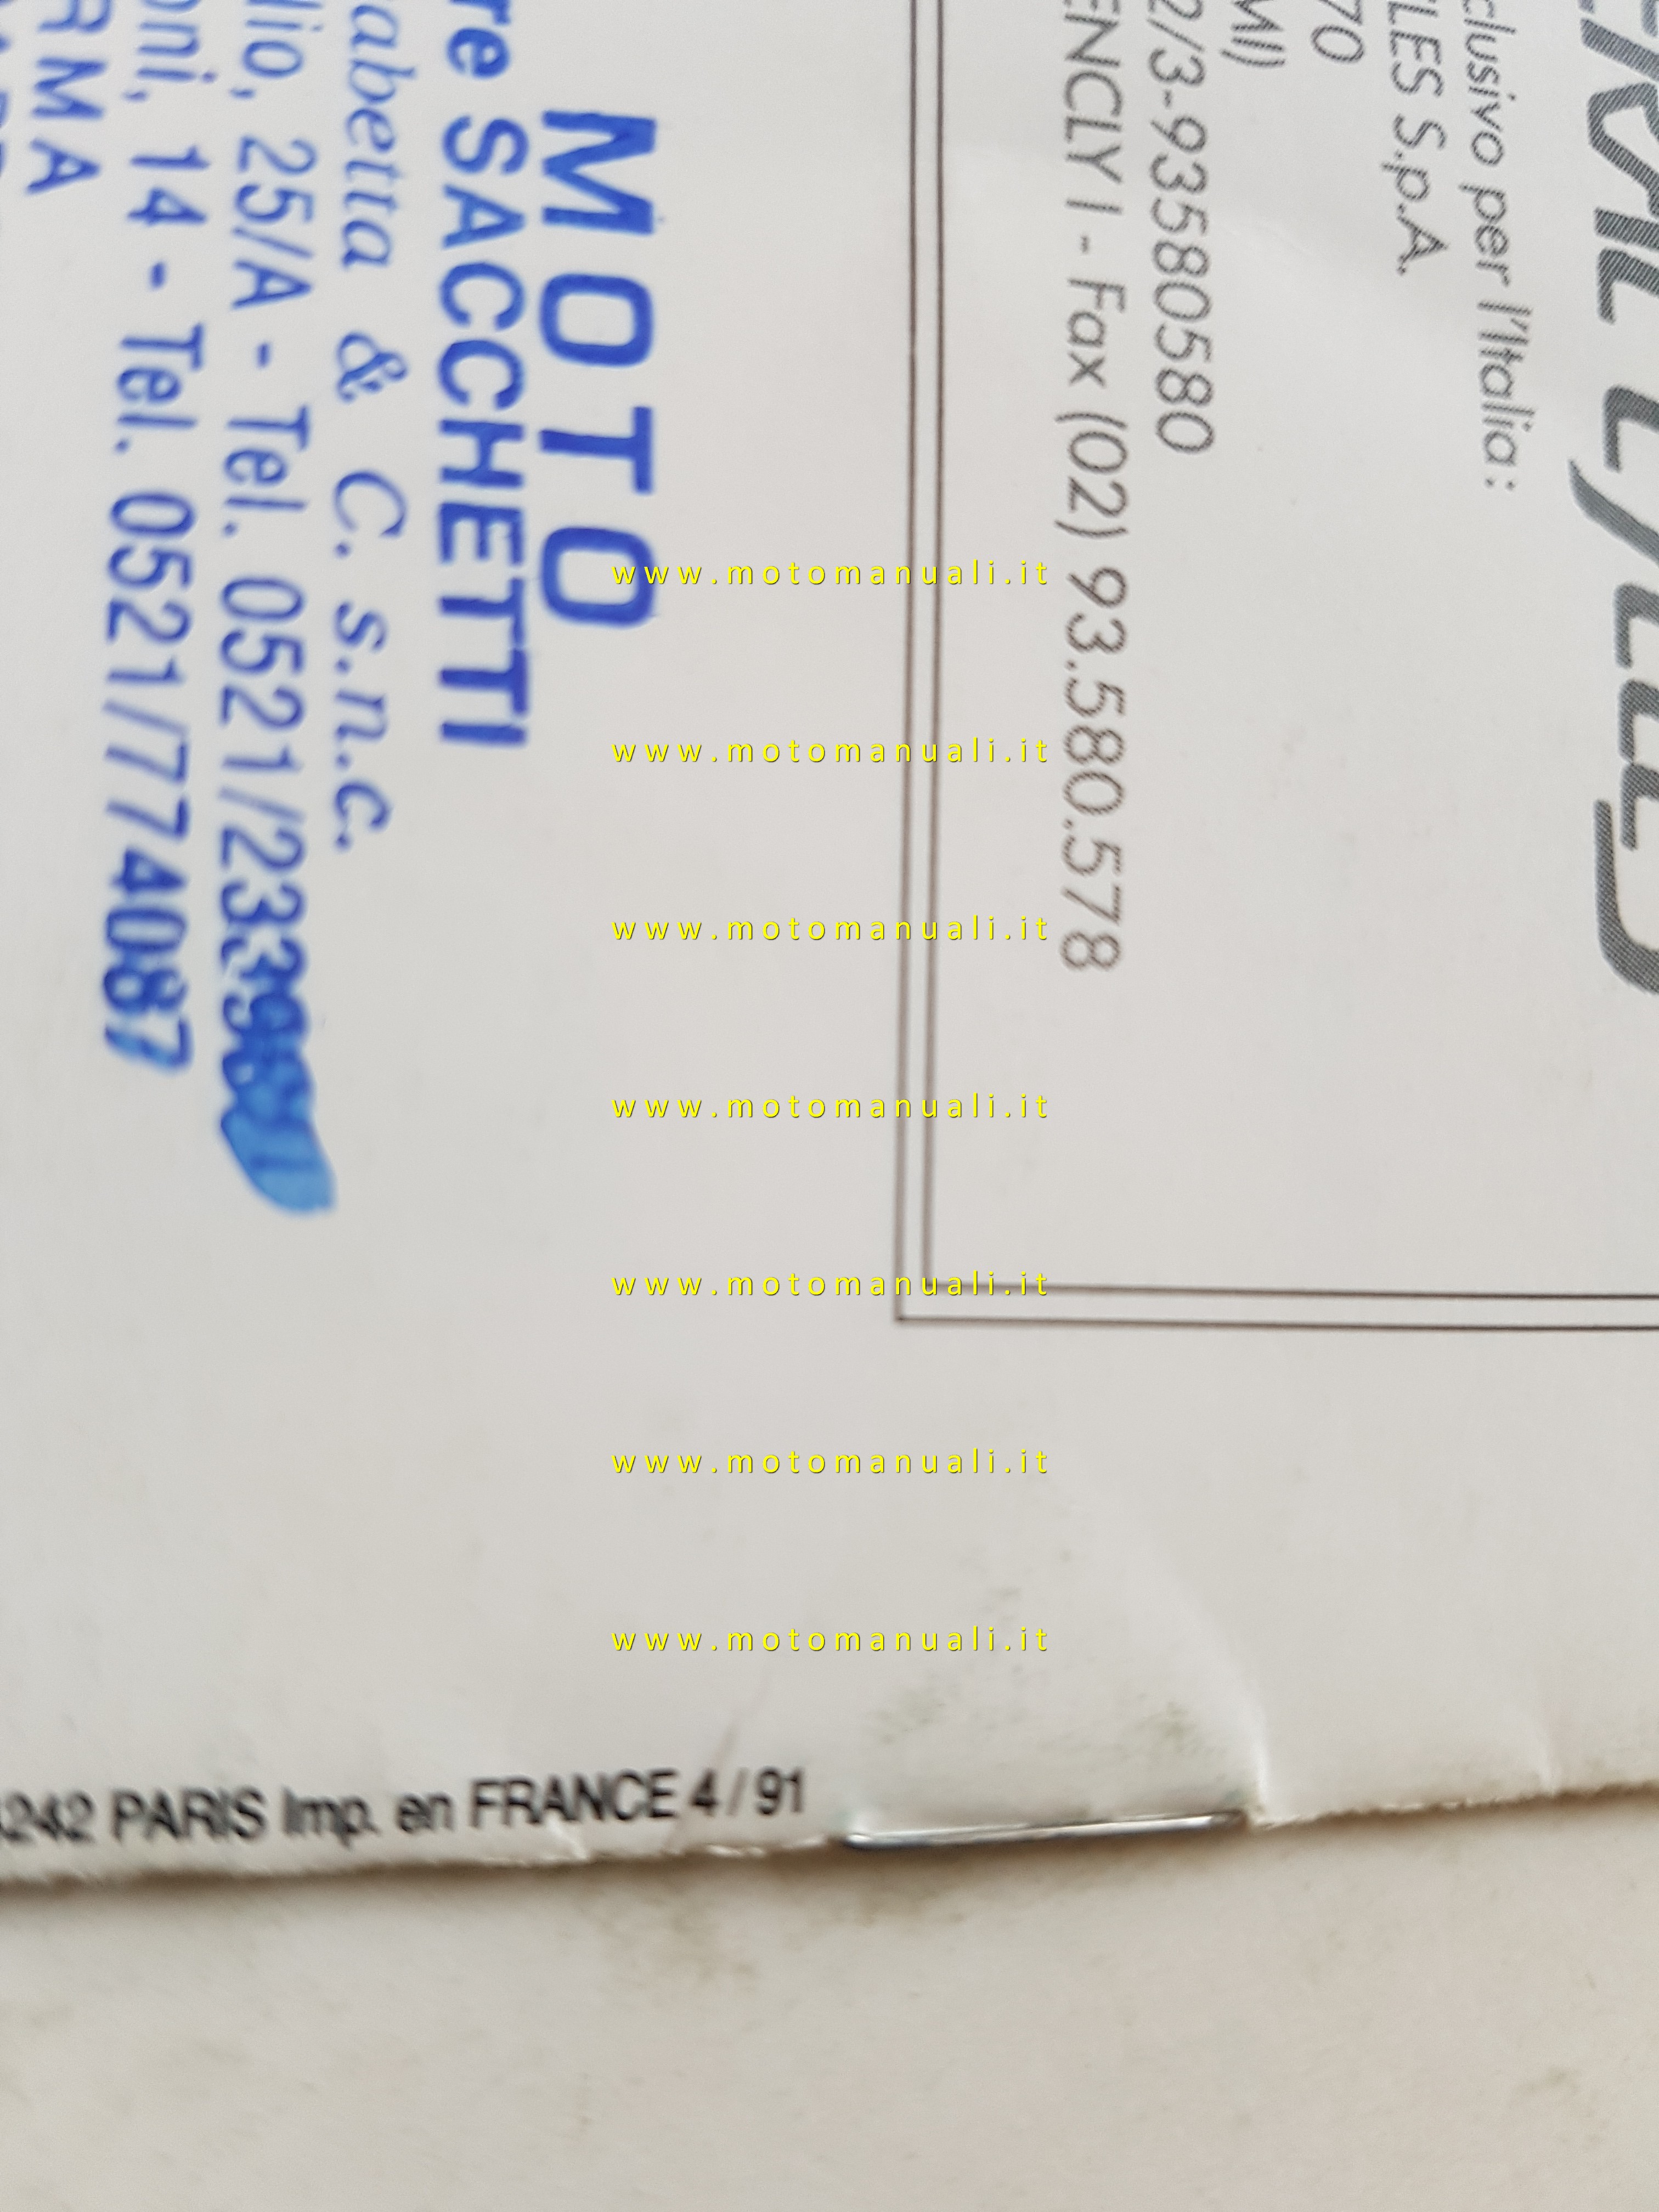 clusivo per l'Italia :
LES S.p.A.
70
MI)
2/3-93580580
ENCLY I - Fax (02) 93.580.578
MOTO
re SACCHETTI
abetta & C. s.n.c.
lio, 25/A - Tel. 0521/233
oni, 14 - Tel. 0521/774087
RMA
242 PARIS Imp. en FRANCE 4/91
www.motomanuali.it
www.motomanuali.it
www.motomanuali.it
www.motomanuali.it
www.motomanuali.it
www.motomanuali.it
www.motomanuali.it